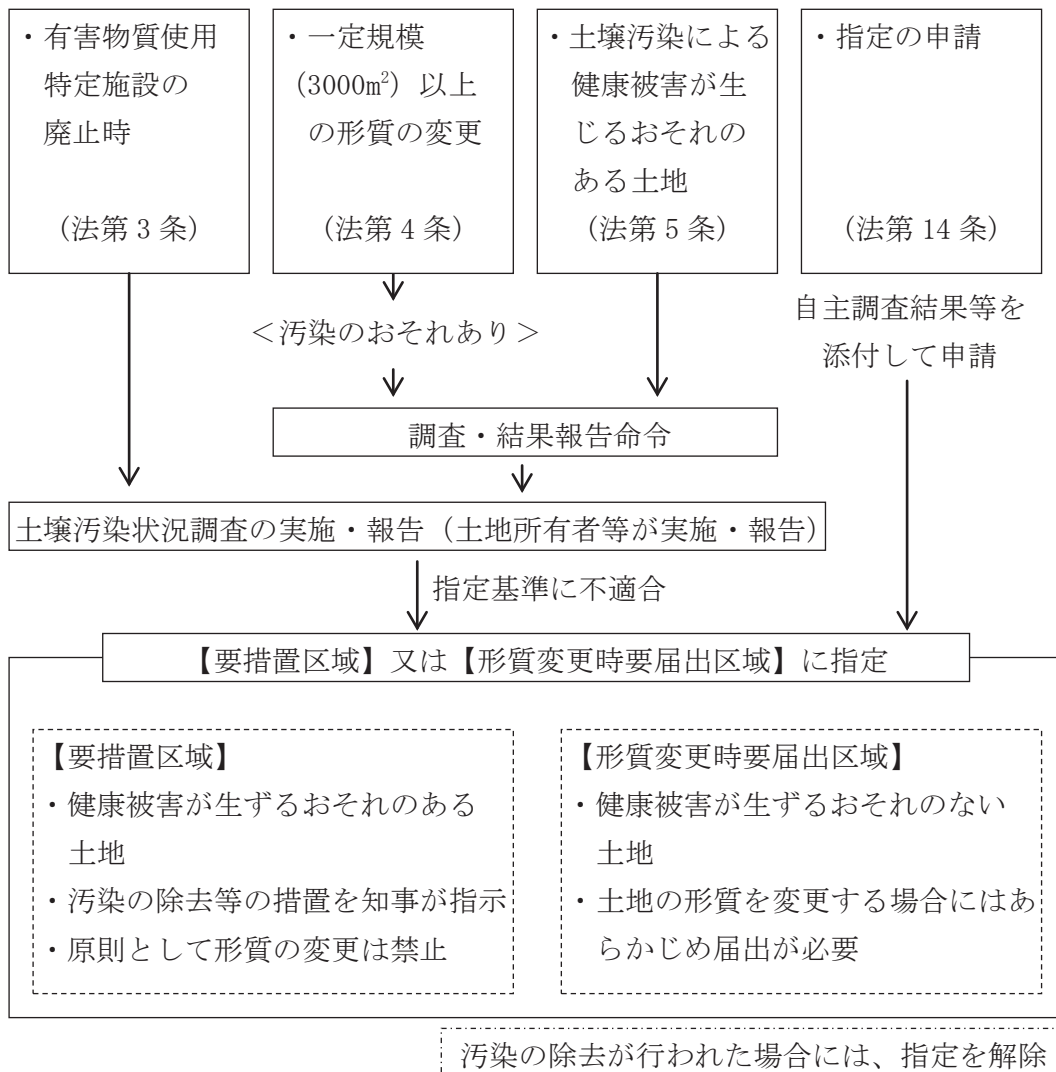 ・有害物質使用
特定施設の
廃止時
（法第3条）
・一定規模
（3000m²）以上
の形質の変更
（法第4条）
・土壌汚染による
健康被害が生
じるおそれの
ある土地
（法第5条）
・指定の申請
（法第14条）
＜汚染のおそれあり＞
自主調査結果等を
添付して申請
調査・結果報告命令
土壌汚染状況調査の実施・報告（土地所有者等が実施・報告）
指定基準に不適合
【要措置区域】又は【形質変更時要届出区域】に指定
【要措置区域】
・健康被害が生ずるおそれのある
土地
・汚染の除去等の措置を知事が指示
・原則として形質の変更は禁止
【形質変更時要届出区域】
・健康被害が生ずるおそれのない
土地
・土地の形質を変更する場合にはあ
らかじめ届出が必要
汚染の除去が行われた場合には、指定を解除